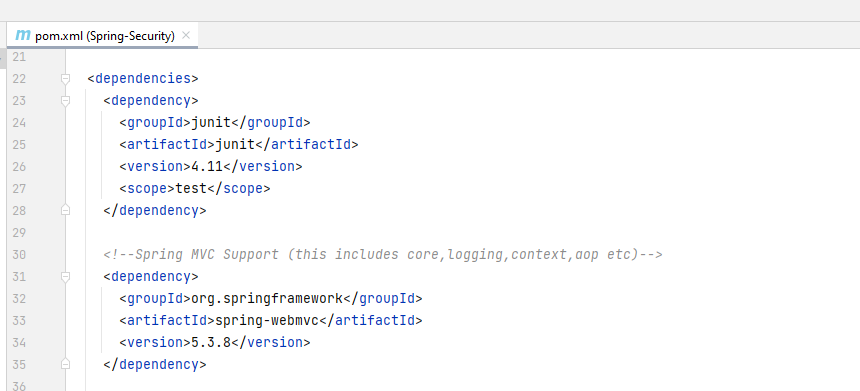 m pom.xml (Spring-Security)
21
22 <dependencies>
23 <dependency>
24 <groupId>junit</groupId>
25 <artifactId>junit</artifactId>
26 <version>4.11</version>
27 <scope>test</scope>
28 </dependency>
29
30 <!--Spring MVC Support (this includes core,logging,context,aop etc)-->
31 <dependency>
32 <groupId>org.springframework</groupId>
33 <artifactId>spring-webmvc</artifactId>
34 <version>5.3.8</version>
35 </dependency>
36